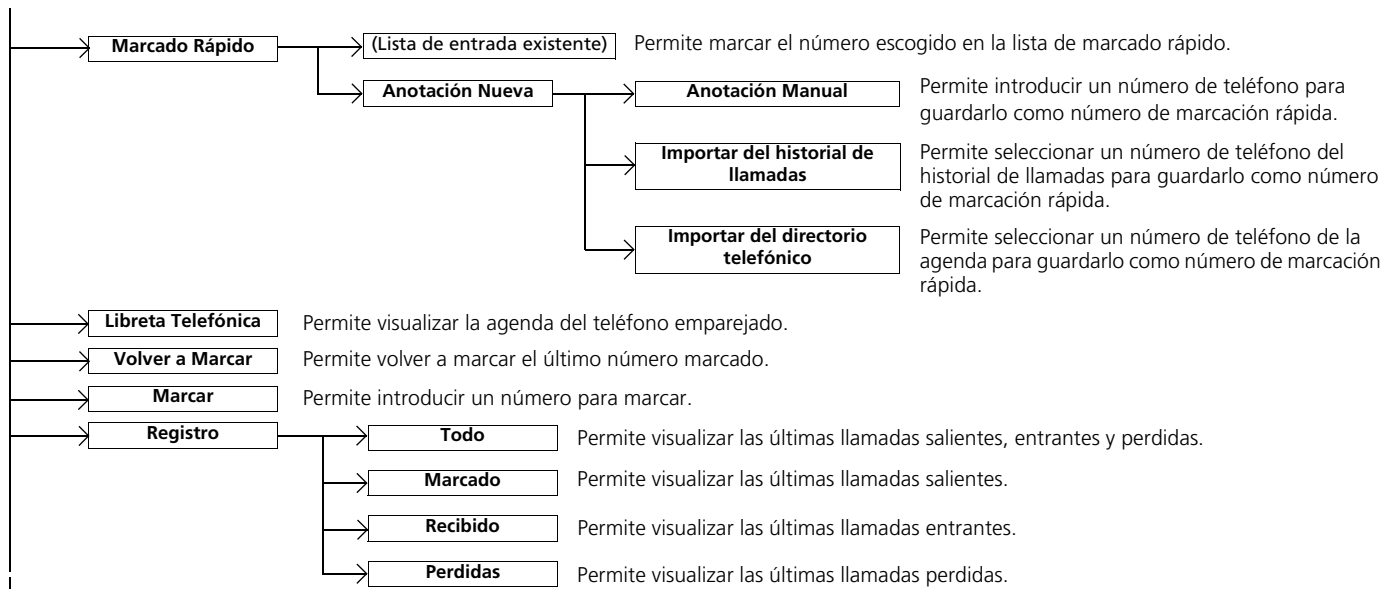 Marcado Rápido
(Lista de entrada existente)
Permite marcar el número escogido en la lista de marcado rápido.
Anotación Nueva
Anotación Manual
Permite introducir un número de teléfono para
guardarlo como número de marcación rápida.
Importar del historial de
llamadas
Permite seleccionar un número de teléfono del
historial de llamadas para guardarlo como número
de marcación rápida.
Importar del directorio
telefónico
Permite seleccionar un número de teléfono de la
agenda para guardarlo como número de marcación
rápida.
Libreta Telefónica
Permite visualizar la agenda del teléfono emparejado.
Volver a Marcar
Permite volver a marcar el último número marcado.
Marcar
Permite introducir un número para marcar.
Registro
Todo
Permite visualizar las últimas llamadas salientes, entrantes y perdidas.
Marcado
Permite visualizar las últimas llamadas salientes.
Recibido
Permite visualizar las últimas llamadas entrantes.
Perdidas
Permite visualizar las últimas llamadas perdidas.